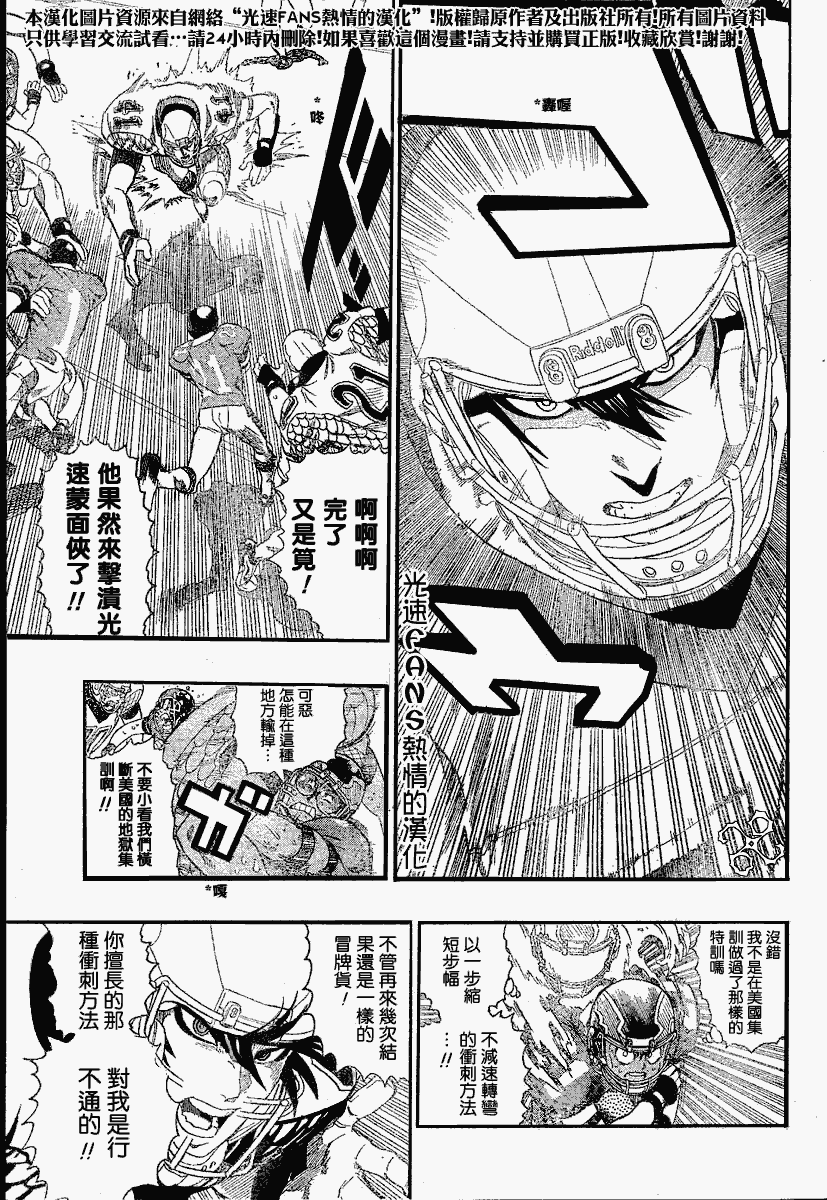 本漢化圖片資源來自網絡“光速FANS熱情的漢化”!版權歸原作者及出版社所有!所有圖片資料
只供學習交流試看…請24小時內刪除!如果喜歡這個漫畫!請支持並購買正版!收藏欣賞!謝謝!
*轟喔
Riddell
光速FANS熱情的漢化
*咚
啊啊啊
完了
又是筧!
他果然來擊潰光
速蒙面俠了!!
1
21
可惡
怎能在這種
地方輸掉…
不要小看我們橫
斷美國的地獄集
訓啊!!
ド
*嘎
沒錯
我不是在美國集
訓做過了那樣的
特訓嗎
以一步縮
短步幅
不減速轉彎
的衝刺方法
…!!
不管再來幾次結
果還是一樣的
冒牌貨!
你擅長的那
種衝刺方法
對我是行
不通的!!